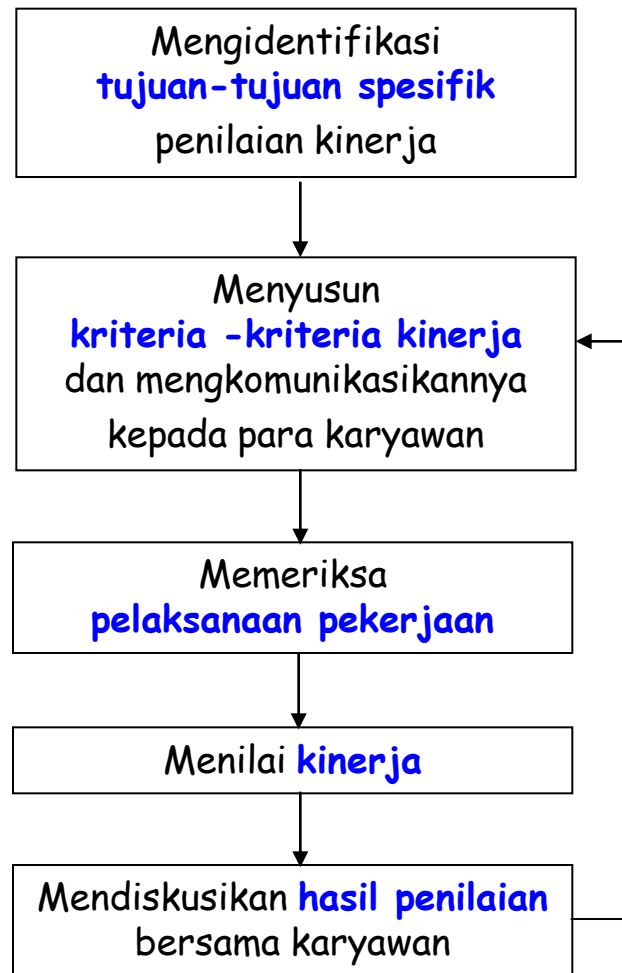 Mengidentifikasi
tujuan-tujuan spesifik
penilaian kinerja
Menyusun
kriteria -kriteria kinerja
dan mengkomunikasikannya
kepada para karyawan
Memeriksa
pelaksanaan pekerjaan
Menilai kinerja
Mendiskusikan hasil penilaian
bersama karyawan